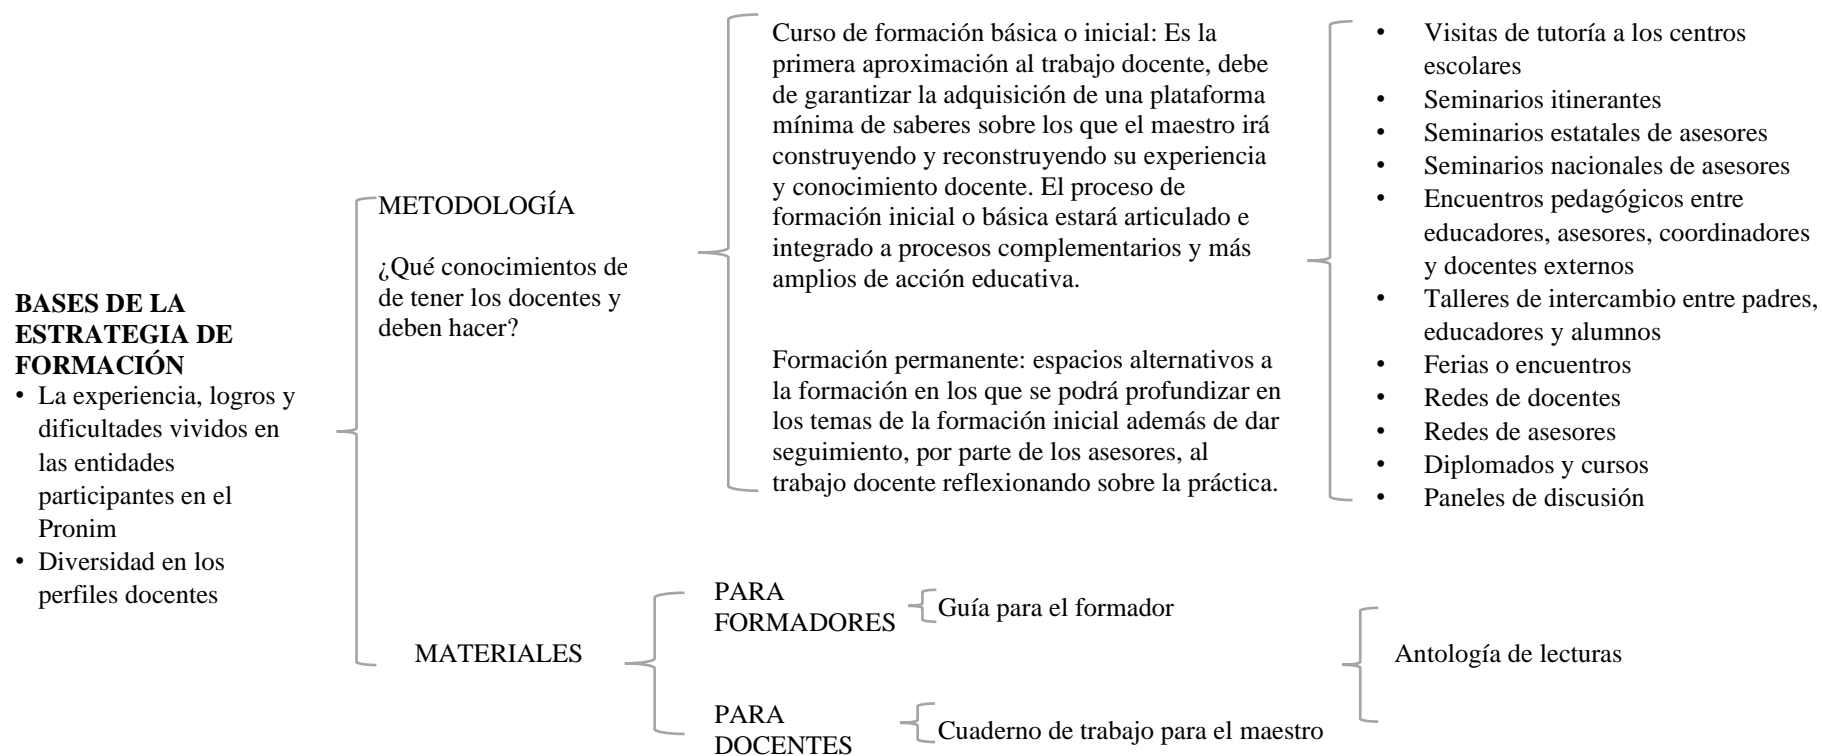 BASES DE LA
ESTRATEGIA DE
FORMACIÓN
• La experiencia, logros y
dificultades vividos en
las entidades
participantes en el
Pronim
• Diversidad en los
perfiles docentes
METODOLOGÍA
¿Qué conocimientos de
de tener los docentes y
deben hacer?
Curso de formación básica o inicial: Es la
primera aproximación al trabajo docente, debe
de garantizar la adquisición de una plataforma
mínima de saberes sobre los que el maestro irá
construyendo y reconstruyendo su experiencia
y conocimiento docente. El proceso de
formación inicial o básica estará articulado e
integrado a procesos complementarios y más
amplios de acción educativa.
Formación permanente: espacios alternativos a
la formación en los que se podrá profundizar en
los temas de la formación inicial además de dar
seguimiento, por parte de los asesores, al
trabajo docente reflexionando sobre la práctica.
• Visitas de tutoría a los centros
escolares
• Seminarios itinerantes
• Seminarios estatales de asesores
• Seminarios nacionales de asesores
• Encuentros pedagógicos entre
educadores, asesores, coordinadores
y docentes externos
• Talleres de intercambio entre padres,
educadores y alumnos
• Ferias o encuentros
• Redes de docentes
• Redes de asesores
• Diplomados y cursos
• Paneles de discusión
MATERIALES
PARA
FORMADORES
Guía para el formador
PARA
DOCENTES
Cuaderno de trabajo para el maestro
Antología de lecturas